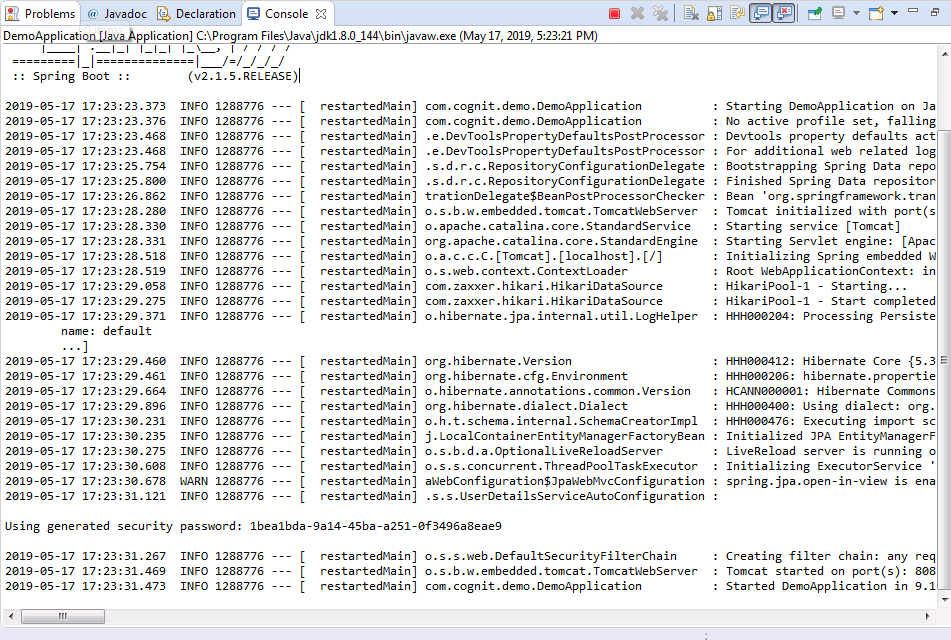 Problems @ Javadoc Declaration Console
DemoApplication [Java Application] C:\Program Files\Java\jdk1.8.0_144\bin\javaw.exe (May 17, 2019, 5:23:21 PM)
  |____| .__|_| |_|_| |_\__, | / / / /
 =========|_|==============|___/=/_/_/_/
 :: Spring Boot ::        (v2.1.5.RELEASE)
2019-05-17 17:23:23.373  INFO 1288776 --- [  restartedMain] com.cognit.demo.DemoApplication          : Starting DemoApplication on Ja
2019-05-17 17:23:23.376  INFO 1288776 --- [  restartedMain] com.cognit.demo.DemoApplication          : No active profile set, falling
2019-05-17 17:23:23.468  INFO 1288776 --- [  restartedMain] .e.DevToolsPropertyDefaultsPostProcessor : Devtools property defaults act
2019-05-17 17:23:23.468  INFO 1288776 --- [  restartedMain] .e.DevToolsPropertyDefaultsPostProcessor : For additional web related log
2019-05-17 17:23:25.754  INFO 1288776 --- [  restartedMain] .s.d.r.c.RepositoryConfigurationDelegate : Bootstrapping Spring Data repo
2019-05-17 17:23:25.800  INFO 1288776 --- [  restartedMain] .s.d.r.c.RepositoryConfigurationDelegate : Finished Spring Data repositor
2019-05-17 17:23:26.862  INFO 1288776 --- [  restartedMain] trationDelegate$BeanPostProcessorChecker : Bean 'org.springframework.tran
2019-05-17 17:23:28.280  INFO 1288776 --- [  restartedMain] o.s.b.w.embedded.tomcat.TomcatWebServer  : Tomcat initialized with port(s
2019-05-17 17:23:28.330  INFO 1288776 --- [  restartedMain] o.apache.catalina.core.StandardService   : Starting service [Tomcat]
2019-05-17 17:23:28.331  INFO 1288776 --- [  restartedMain] org.apache.catalina.core.StandardEngine  : Starting Servlet engine: [Apac
2019-05-17 17:23:28.518  INFO 1288776 --- [  restartedMain] o.a.c.c.C.[Tomcat].[localhost].[/]       : Initializing Spring embedded W
2019-05-17 17:23:28.519  INFO 1288776 --- [  restartedMain] o.s.web.context.ContextLoader            : Root WebApplicationContext: in
2019-05-17 17:23:29.058  INFO 1288776 --- [  restartedMain] com.zaxxer.hikari.HikariDataSource       : HikariPool-1 - Starting...
2019-05-17 17:23:29.275  INFO 1288776 --- [  restartedMain] com.zaxxer.hikari.HikariDataSource       : HikariPool-1 - Start completed
2019-05-17 17:23:29.371  INFO 1288776 --- [  restartedMain] o.hibernate.jpa.internal.util.LogHelper  : HHH000204: Processing Persiste
name: default
...]
2019-05-17 17:23:29.460  INFO 1288776 --- [  restartedMain] org.hibernate.Version                    : HHH000412: Hibernate Core {5.3
2019-05-17 17:23:29.461  INFO 1288776 --- [  restartedMain] org.hibernate.cfg.Environment            : HHH000206: hibernate.propertie
2019-05-17 17:23:29.664  INFO 1288776 --- [  restartedMain] o.hibernate.annotations.common.Version   : HCANN000001: Hibernate Commons
2019-05-17 17:23:29.896  INFO 1288776 --- [  restartedMain] org.hibernate.dialect.Dialect            : HHH000400: Using dialect: org.
2019-05-17 17:23:30.231  INFO 1288776 --- [  restartedMain] o.h.t.schema.internal.SchemaCreatorImpl  : HHH000476: Executing import sc
2019-05-17 17:23:30.235  INFO 1288776 --- [  restartedMain] j.LocalContainerEntityManagerFactoryBean : Initialized JPA EntityManagerF
2019-05-17 17:23:30.275  INFO 1288776 --- [  restartedMain] o.s.b.d.a.OptionalLiveReloadServer       : LiveReload server is running o
2019-05-17 17:23:30.608  INFO 1288776 --- [  restartedMain] o.s.s.concurrent.ThreadPoolTaskExecutor  : Initializing ExecutorService '
2019-05-17 17:23:30.678  WARN 1288776 --- [  restartedMain] aWebConfiguration$JpaWebMvcConfiguration : spring.jpa.open-in-view is ena
2019-05-17 17:23:31.121  INFO 1288776 --- [  restartedMain] .s.s.UserDetailsServiceAutoConfiguration :
Using generated security password: 1bea1bda-9a14-45ba-a251-0f3496a8eae9
2019-05-17 17:23:31.267  INFO 1288776 --- [  restartedMain] o.s.s.web.DefaultSecurityFilterChain     : Creating filter chain: any req
2019-05-17 17:23:31.469  INFO 1288776 --- [  restartedMain] o.s.b.w.embedded.tomcat.TomcatWebServer  : Tomcat started on port(s): 808
2019-05-17 17:23:31.473  INFO 1288776 --- [  restartedMain] com.cognit.demo.DemoApplication          : Started DemoApplication in 9.1